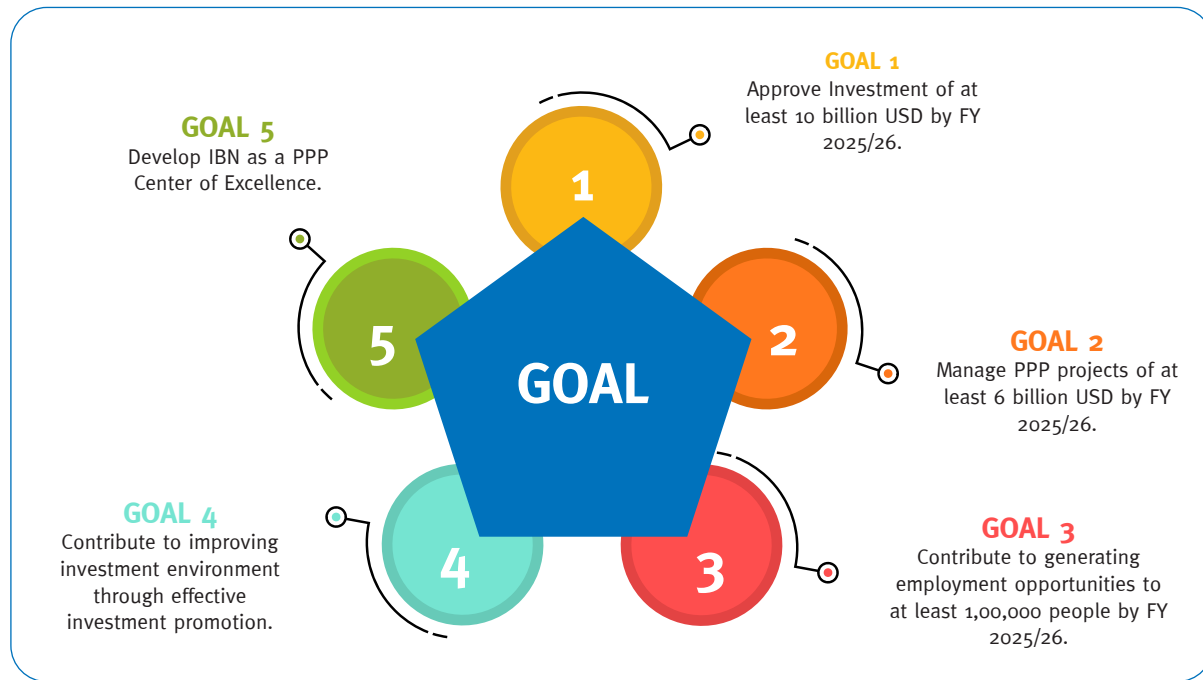 GOAL 1
Approve Investment of at
least 10 billion USD by FY
2025/26.
GOAL 5
Develop IBN as a PPP
Center of Excellence.
1
2
5
GOAL
GOAL 2
Manage PPP projects of at
least 6 billion USD by FY
2025/26.
GOAL 4
Contribute to improving
investment environment
through effective
investment promotion.
4
3
GOAL 3
Contribute to generating
employment opportunities to
at least 1,00,000 people by FY
2025/26.